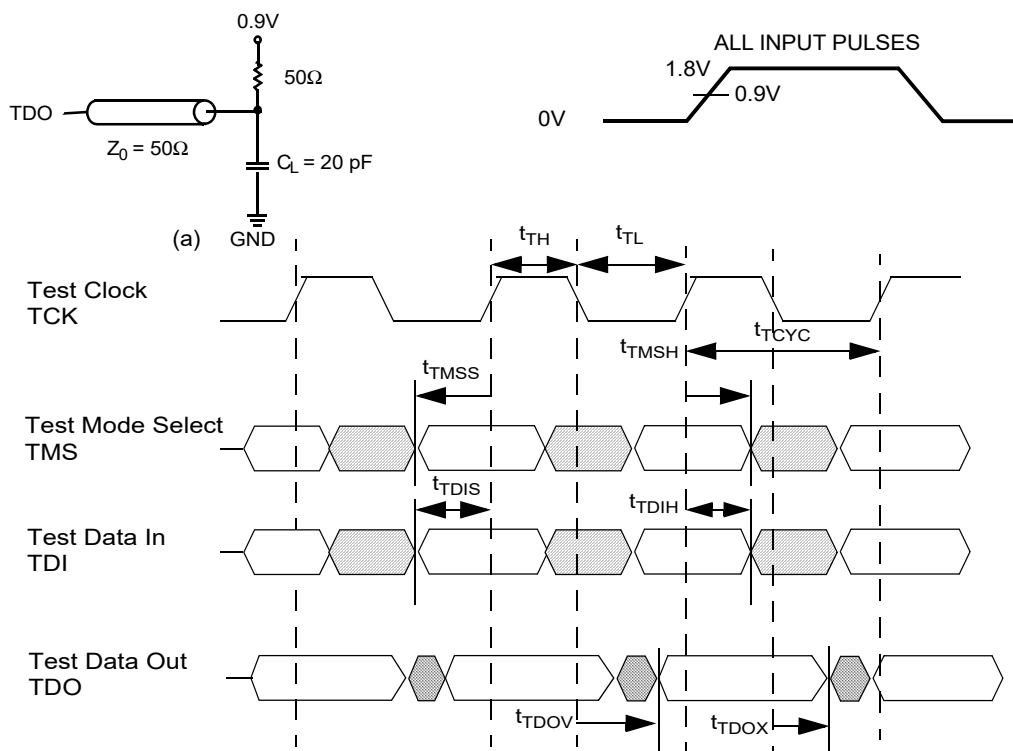 0.9V
50Ω
TDO
Z0 = 50Ω
CL = 20 pF
(a)
GND
ALL INPUT PULSES
1.8V
0.9V
0V
tTH
tTL
Test Clock
TCK
tTCYC
tTMSH
tTMSS
Test Mode Select
TMS
tTDIS
tTDIH
Test Data In
TDI
Test Data Out
TDO
tTDOV
tTDOX